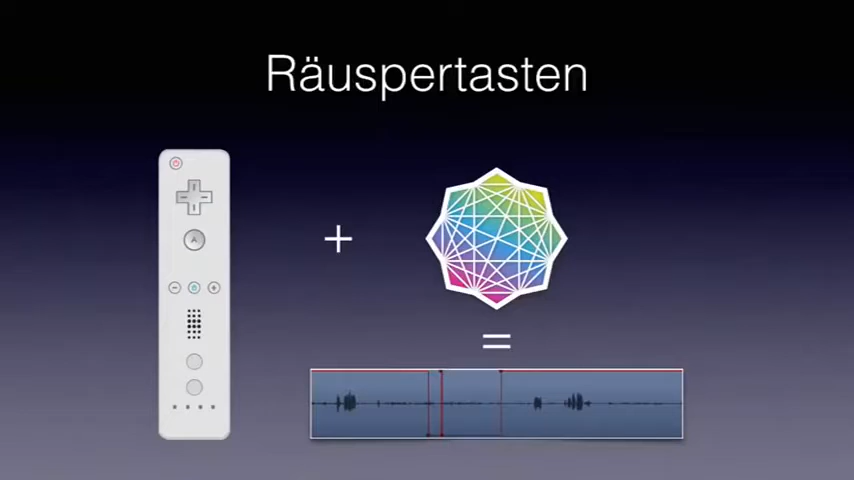 Räuspertasten
+
A
=